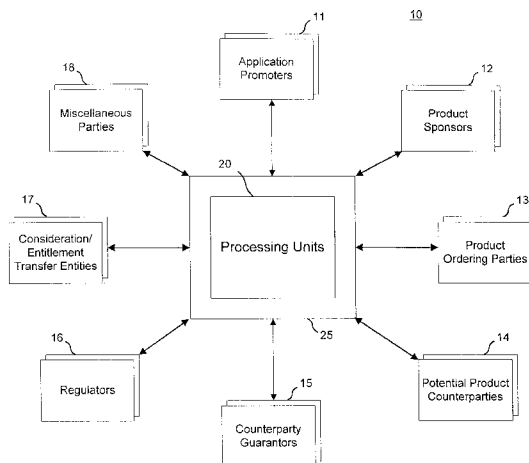 10
11
Application
Promoters
18
Miscellaneous
Parties
12
Product
Sponsors
20
Processing Units
17
Consideration/
Entitlement
Transfer Entities
13
Product
Ordering Parties
25
16
Regulators
15
Counterparty
Guarantors
14
Potential Product
Counterparties